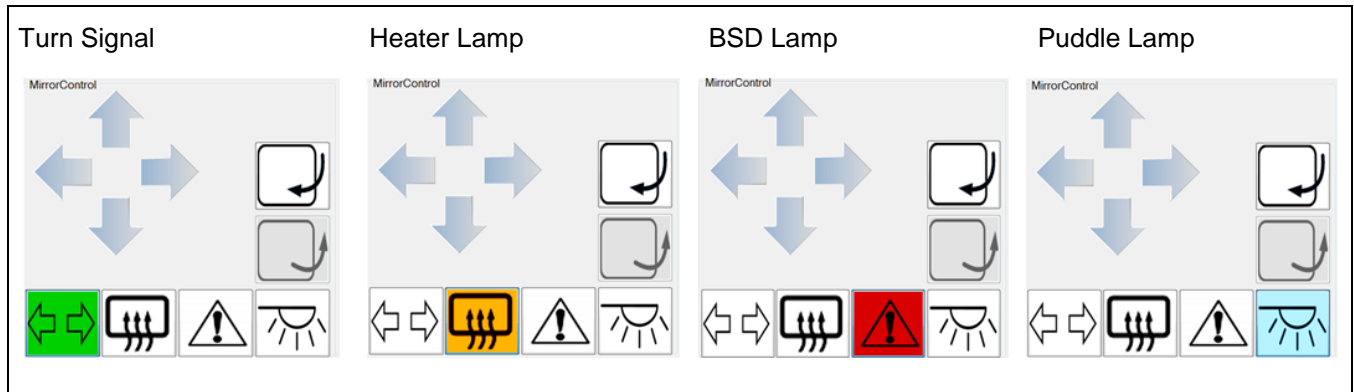 Turn Signal
Heater Lamp
BSD Lamp
Puddle Lamp
MirrorControl
MirrorControl
MirrorControl
MirrorControl